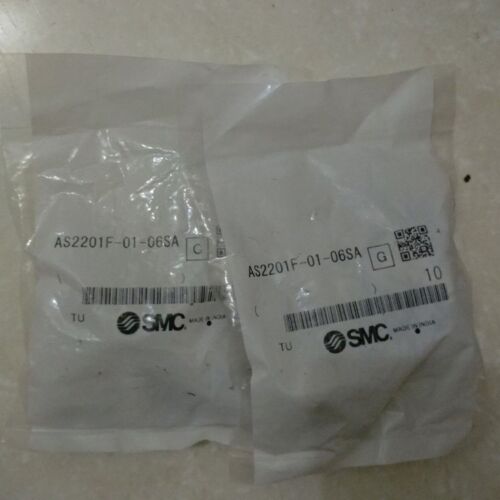 AS2201F-01-06SA C
( )
TU SMC. MADE IN INDIA
AS2201F-01-06SA G
( ) 10
TU SMC. MADE IN INDIA